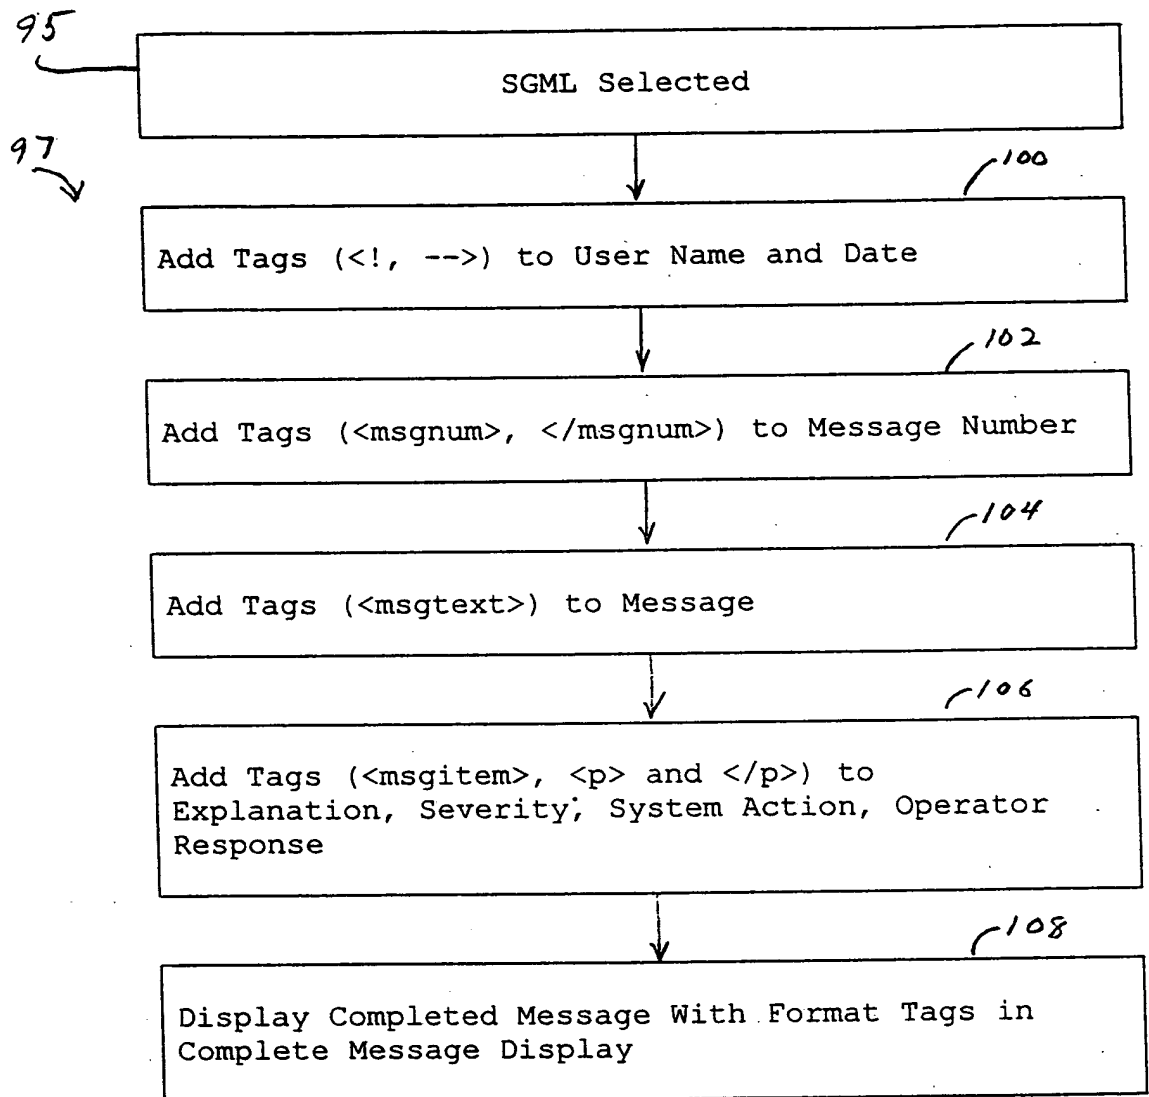 95
SGML Selected
97
100
Add Tags (<!, -->) to User Name and Date
102
Add Tags (<msgnum>, </msgnum>) to Message Number
104
Add Tags (<msgtext>) to Message
106
Add Tags (<msgitem>, <p> and </p>) to
Explanation, Severity, System Action, Operator
Response
108
Display Completed Message With Format Tags in
Complete Message Display